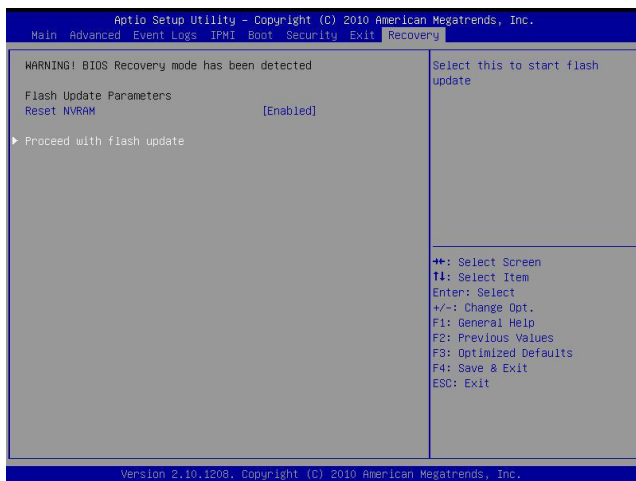 Aptio Setup Utility – Copyright (C) 2010 American Megatrends, Inc.
Main Advanced Event Logs IPMI Boot Security Exit Recovery
WARNING! BIOS Recovery mode has been detected
Flash Update Parameters
Reset NVRAM [Enabled]
Proceed with flash update
Select this to start flash
update
→←: Select Screen
↑↓: Select Item
Enter: Select
+/-: Change Opt.
F1: General Help
F2: Previous Values
F3: Optimized Defaults
F4: Save & Exit
ESC: Exit
Version 2.10.1208. Copyright (C) 2010 American Megatrends, Inc.